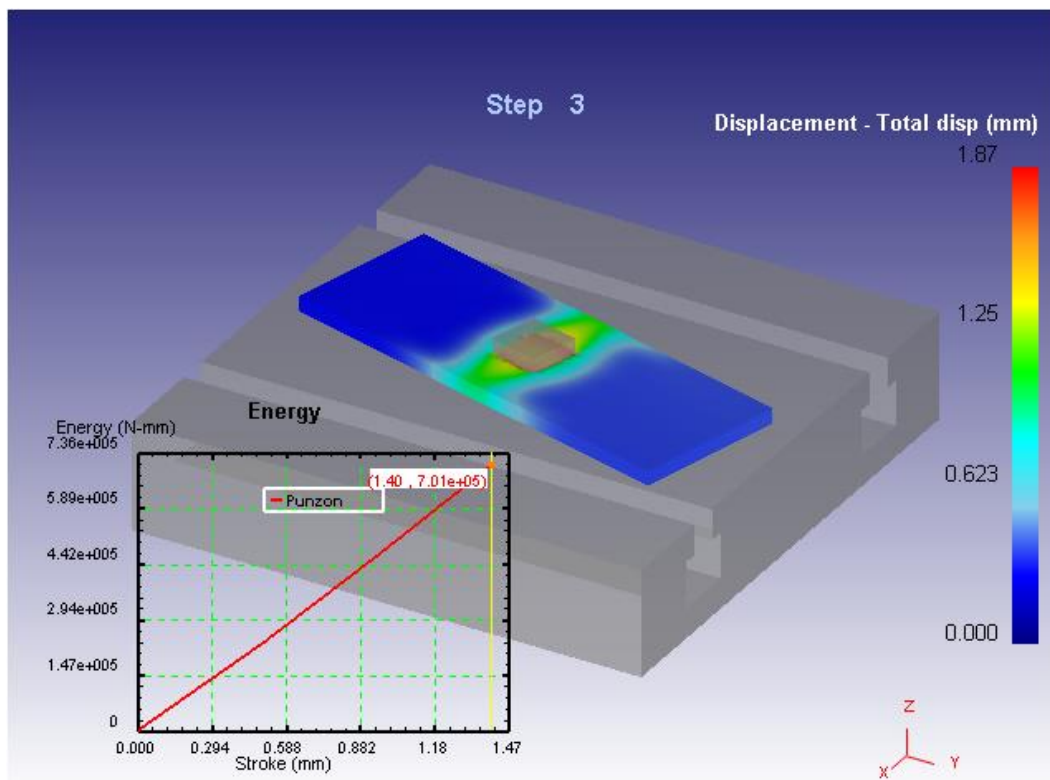 Step 3
Displacement - Total disp (mm)
1.87
1.25
0.623
0.000
Energy
Energy (N-mm)
7.36e+005
5.89e+005
4.42e+005
2.94e+005
1.47e+005
0
(1.40 , 7.01e+05)
Punzon
0.000 0.294 0.588 0.882 1.18 1.47
Stroke (mm)
Z
X Y